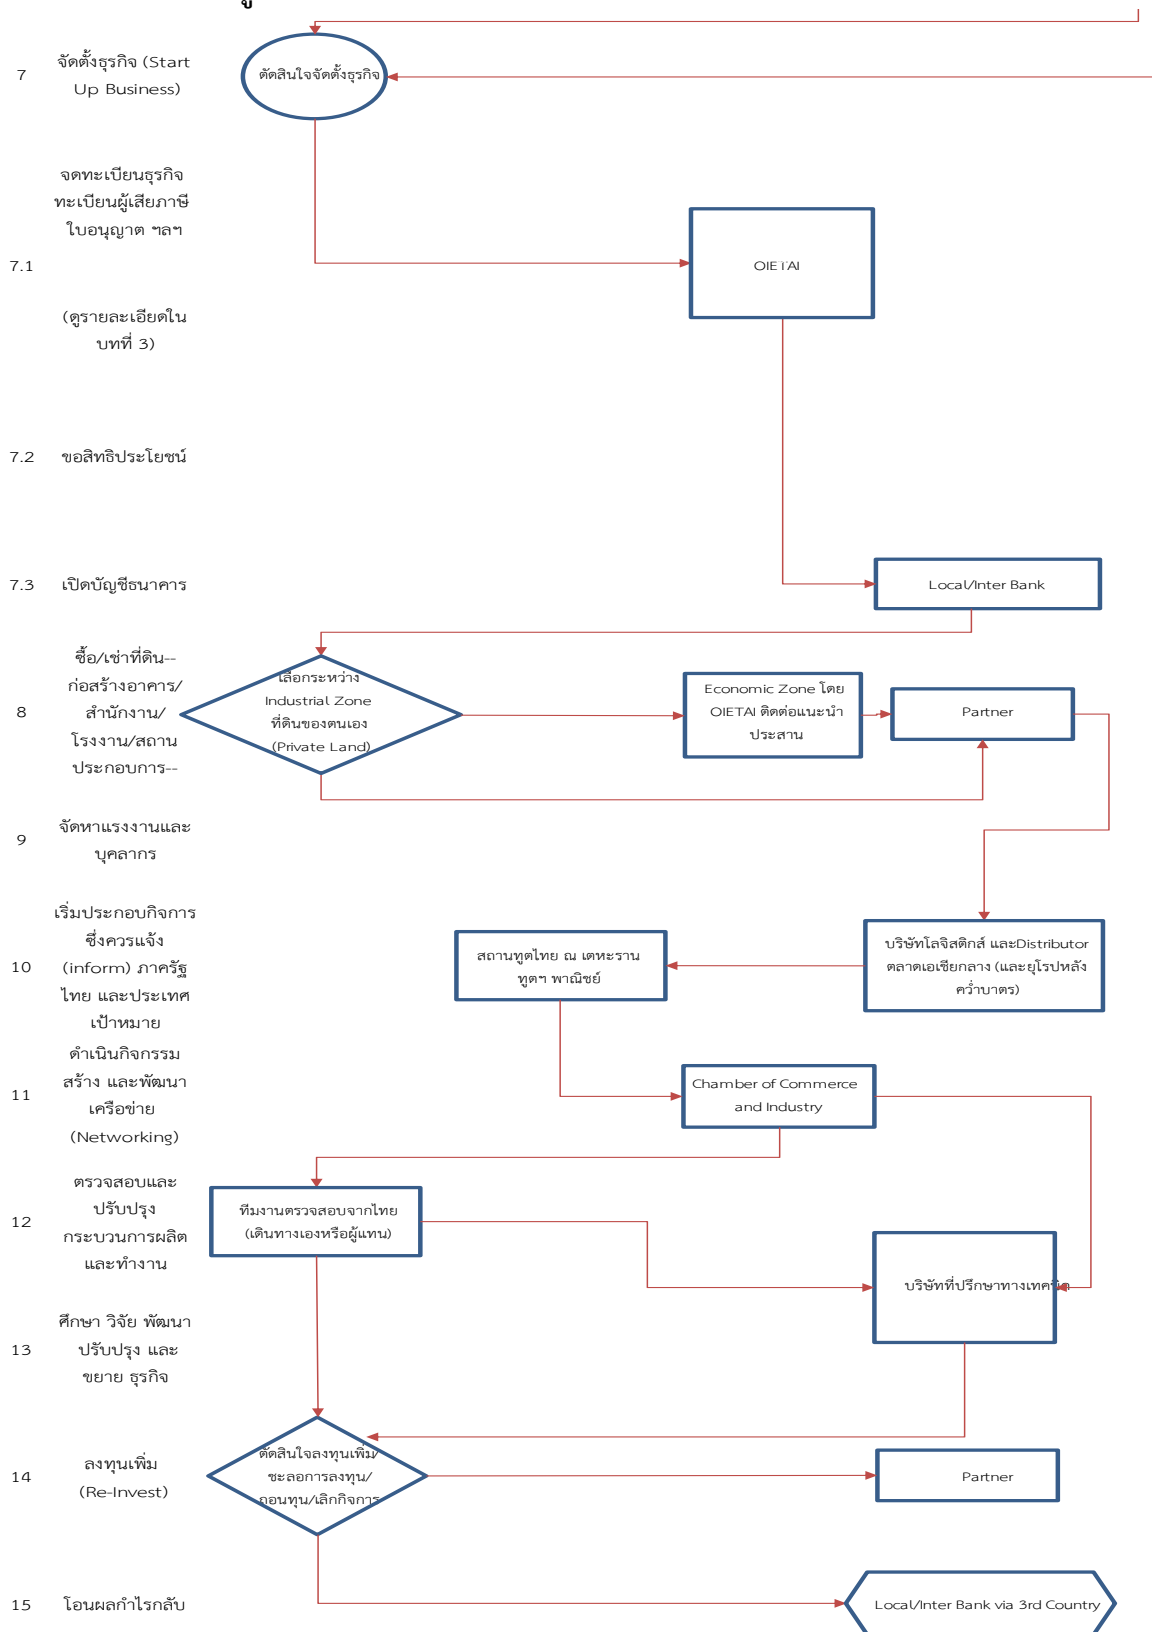 7
จัดตั้งธุรกิจ (Start
Up Business)
ตัดสินใจจัดตั้งธุรกิจ
จดทะเบียนธุรกิจ
ทะเบียนผู้เสียภาษี
ใบอนุญาต ฯลฯ
7.1
(ดูรายละเอียดใน
บทที่ 3)
OIETAI
7.2
ขอสิทธิประโยชน์
7.3
เปิดบัญชีธนาคาร
Local/Inter Bank
8
ซื้อ/เช่าที่ดิน--
ก่อสร้างอาคาร/
สำนักงาน/
โรงงาน/สถาน
ประกอบการ--
เลือกระหว่าง
Industrial Zone
ที่ดินของตนเอง
(Private Land)
Economic Zone โดย
OIETAI ติดต่อแนะนำ
ประสาน
Partner
9
จัดหาแรงงานและ
บุคลากร
10
เริ่มประกอบกิจการ
ซึ่งควรแจ้ง
(inform) ภาครัฐ
ไทย และประเทศ
เป้าหมาย
สถานทูตไทย ณ เตหะราน
ทูตฯ พาณิชย์
บริษัทโลจิสติกส์ และDistributor
ตลาดเอเชียกลาง (และยุโรปหลัง
คว่ำบาตร)
11
ดำเนินกิจกรรม
สร้าง และพัฒนา
เครือข่าย
(Networking)
Chamber of Commerce
and Industry
12
ตรวจสอบและ
ปรับปรุง
กระบวนการผลิต
และทำงาน
ทีมงานตรวจสอบจากไทย
(เดินทางเองหรือผู้แทน)
บริษัทที่ปรึกษาทางเทคนิค
13
ศึกษา วิจัย พัฒนา
ปรับปรุง และ
ขยาย ธุรกิจ
14
ลงทุนเพิ่ม
(Re-Invest)
ตัดสินใจลงทุนเพิ่ม/
ชะลอการลงทุน/
ถอนทุน/เลิกกิจการ
Partner
15
โอนผลกำไรกลับ
Local/Inter Bank via 3rd Country